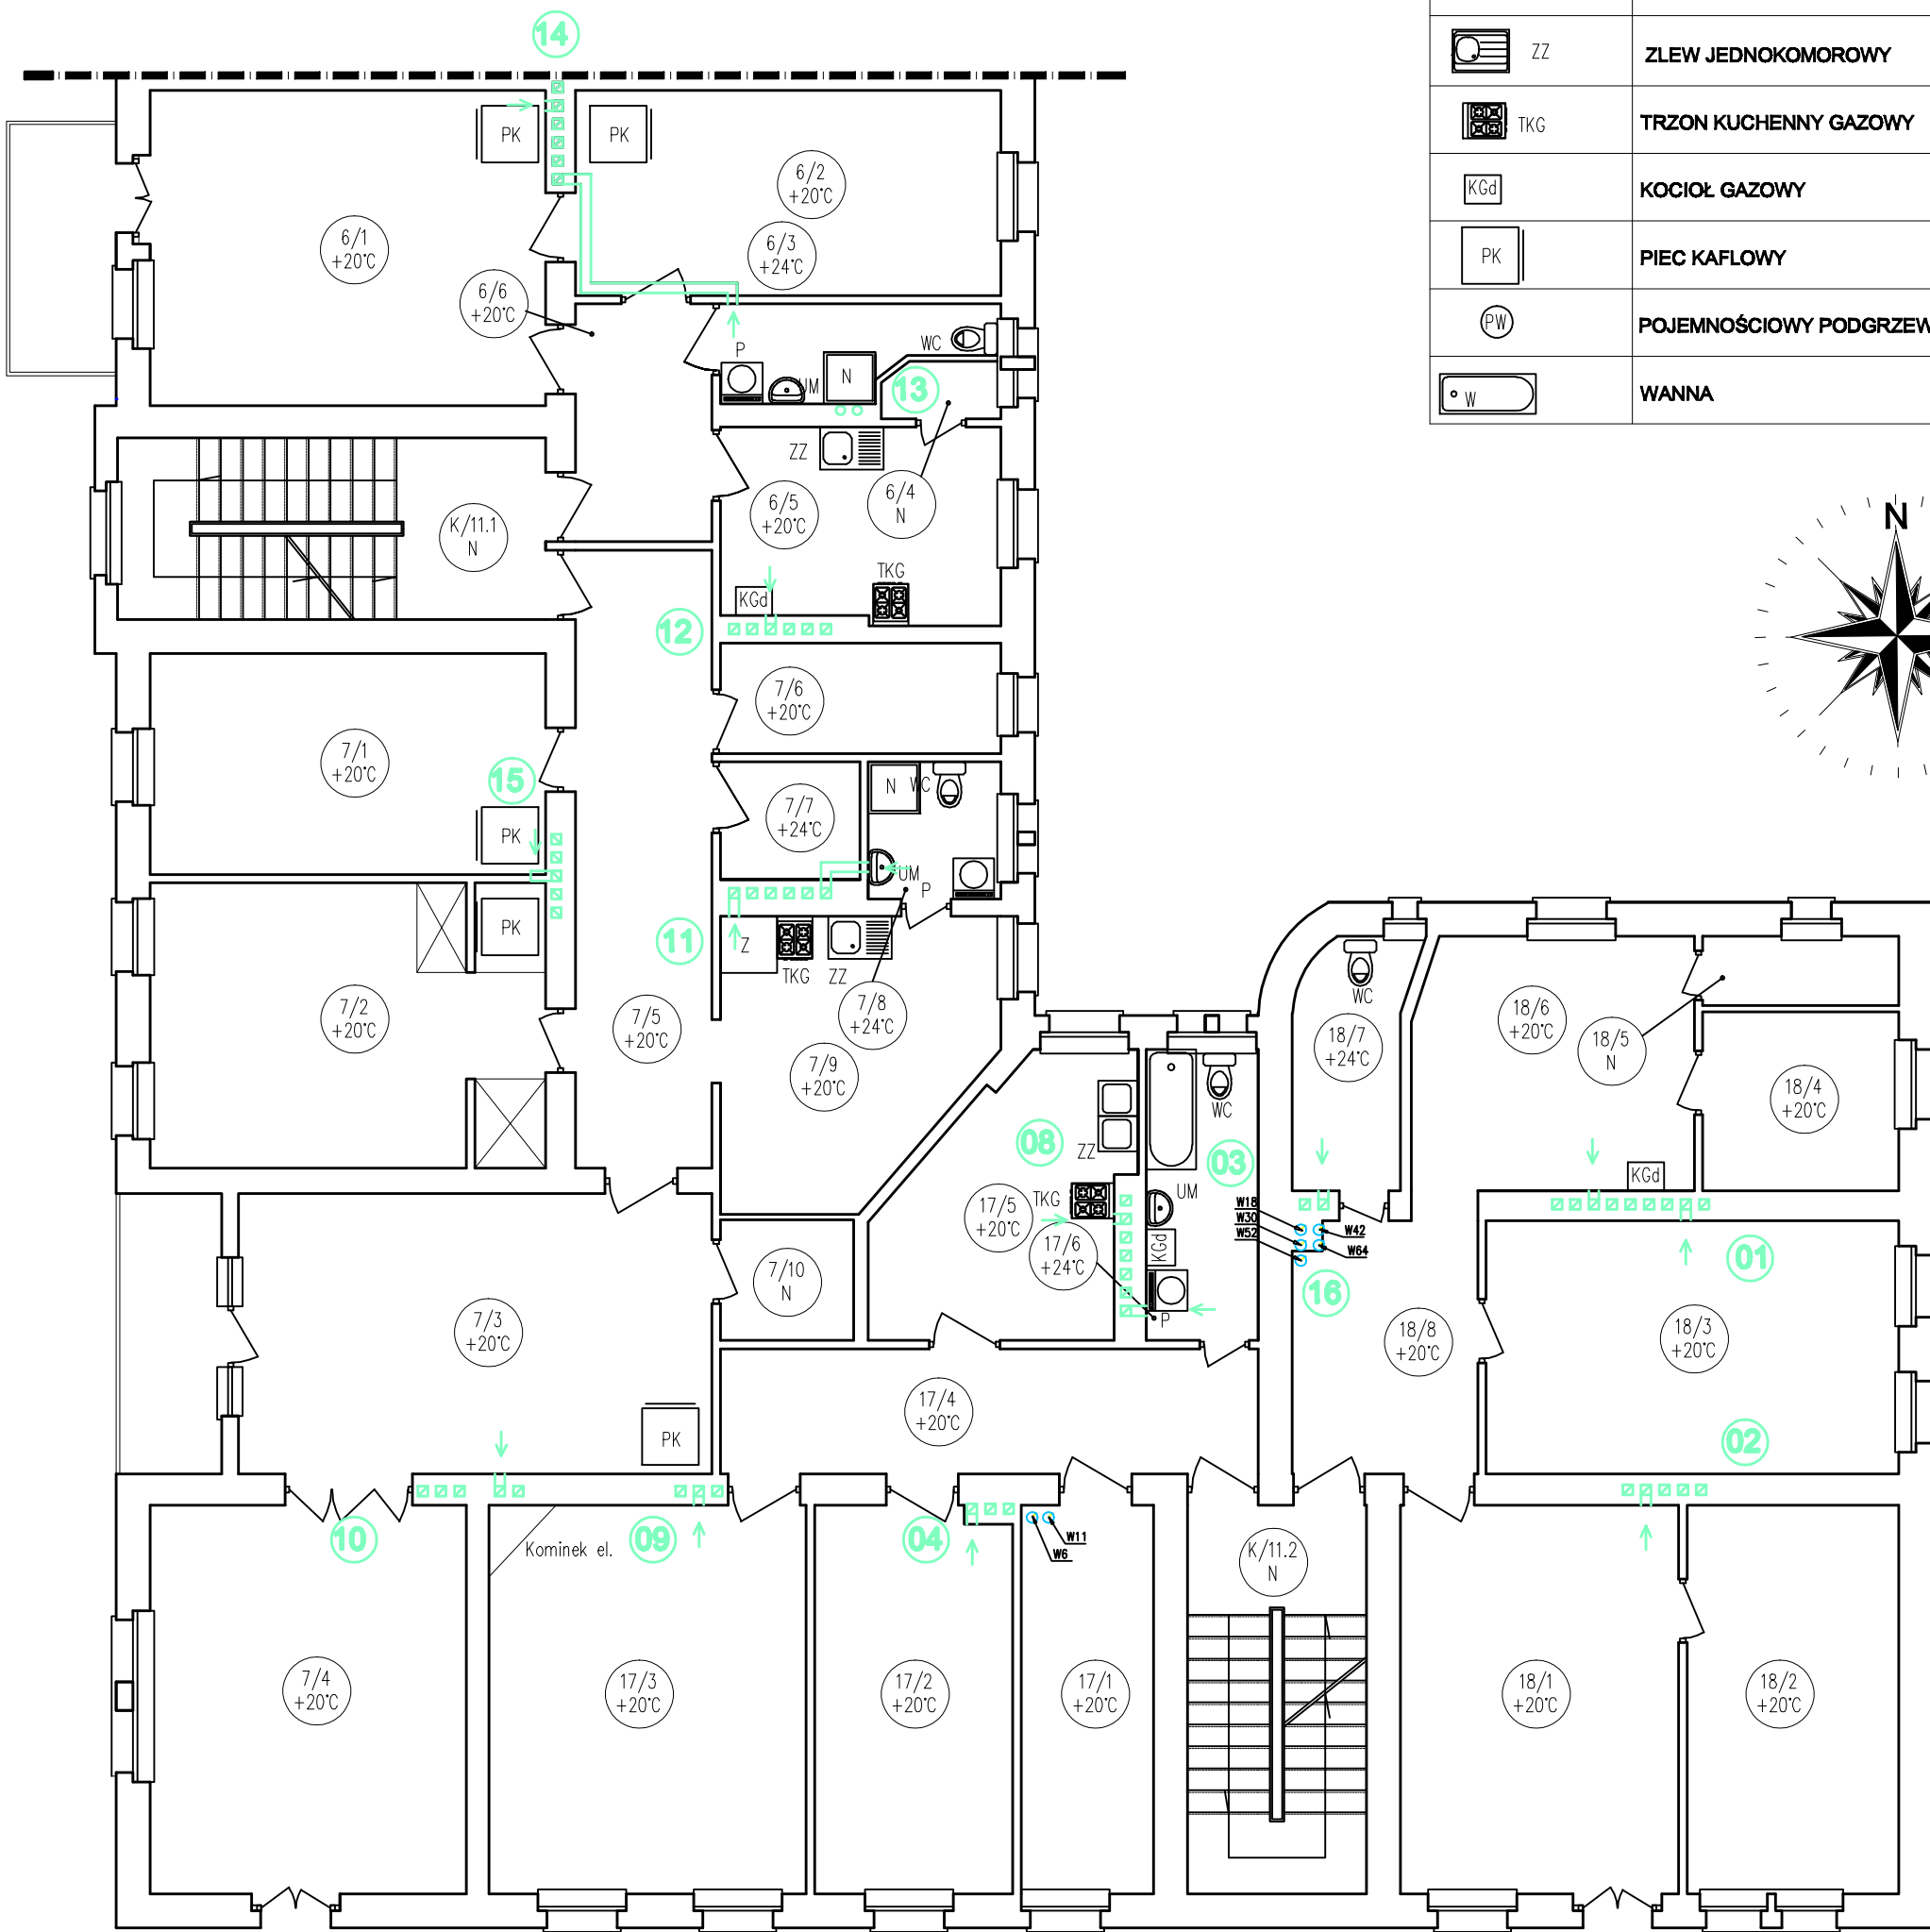 14
ZZ
ZLEW JEDNOKOMOROWY
TKG
TRZON KUCHENNY GAZOWY
KGd
KOCIOŁ GAZOWY
PK
PIEC KAFLOWY
PW
W
WANNA
N
PK
PK
6/2
+20°C
6/1
+20°C
6/3
+24°C
6/6
+20°C
WC
P
UM
N
13
ZZ
6/5
+20°C
6/4
N
K/11.1
N
TKG
KGd
12
7/6
+20°C
7/1
+20°C
15
PK
7/7
+24°C
N
WC
UM
P
PK
11
Z
TKG
ZZ
7/2
+20°C
7/5
+20°C
7/8
+24°C
7/9
+20°C
WC
18/7
+24°C
18/6
+20°C
18/5
N
18/4
+20°C
08
ZZ
WC
03
TKG
UM
KGd
17/5
+20°C
17/6
+24°C
KGd
P
W18
W30
W52
W42
W64
16
01
7/10
N
7/3
+20°C
18/8
+20°C
18/3
+20°C
17/4
+20°C
PK
02
10
Kominek el.
09
04
W11
W6
K/11.2
N
7/4
+20°C
17/3
+20°C
17/2
+20°C
17/1
+20°C
18/1
+20°C
18/2
+20°C